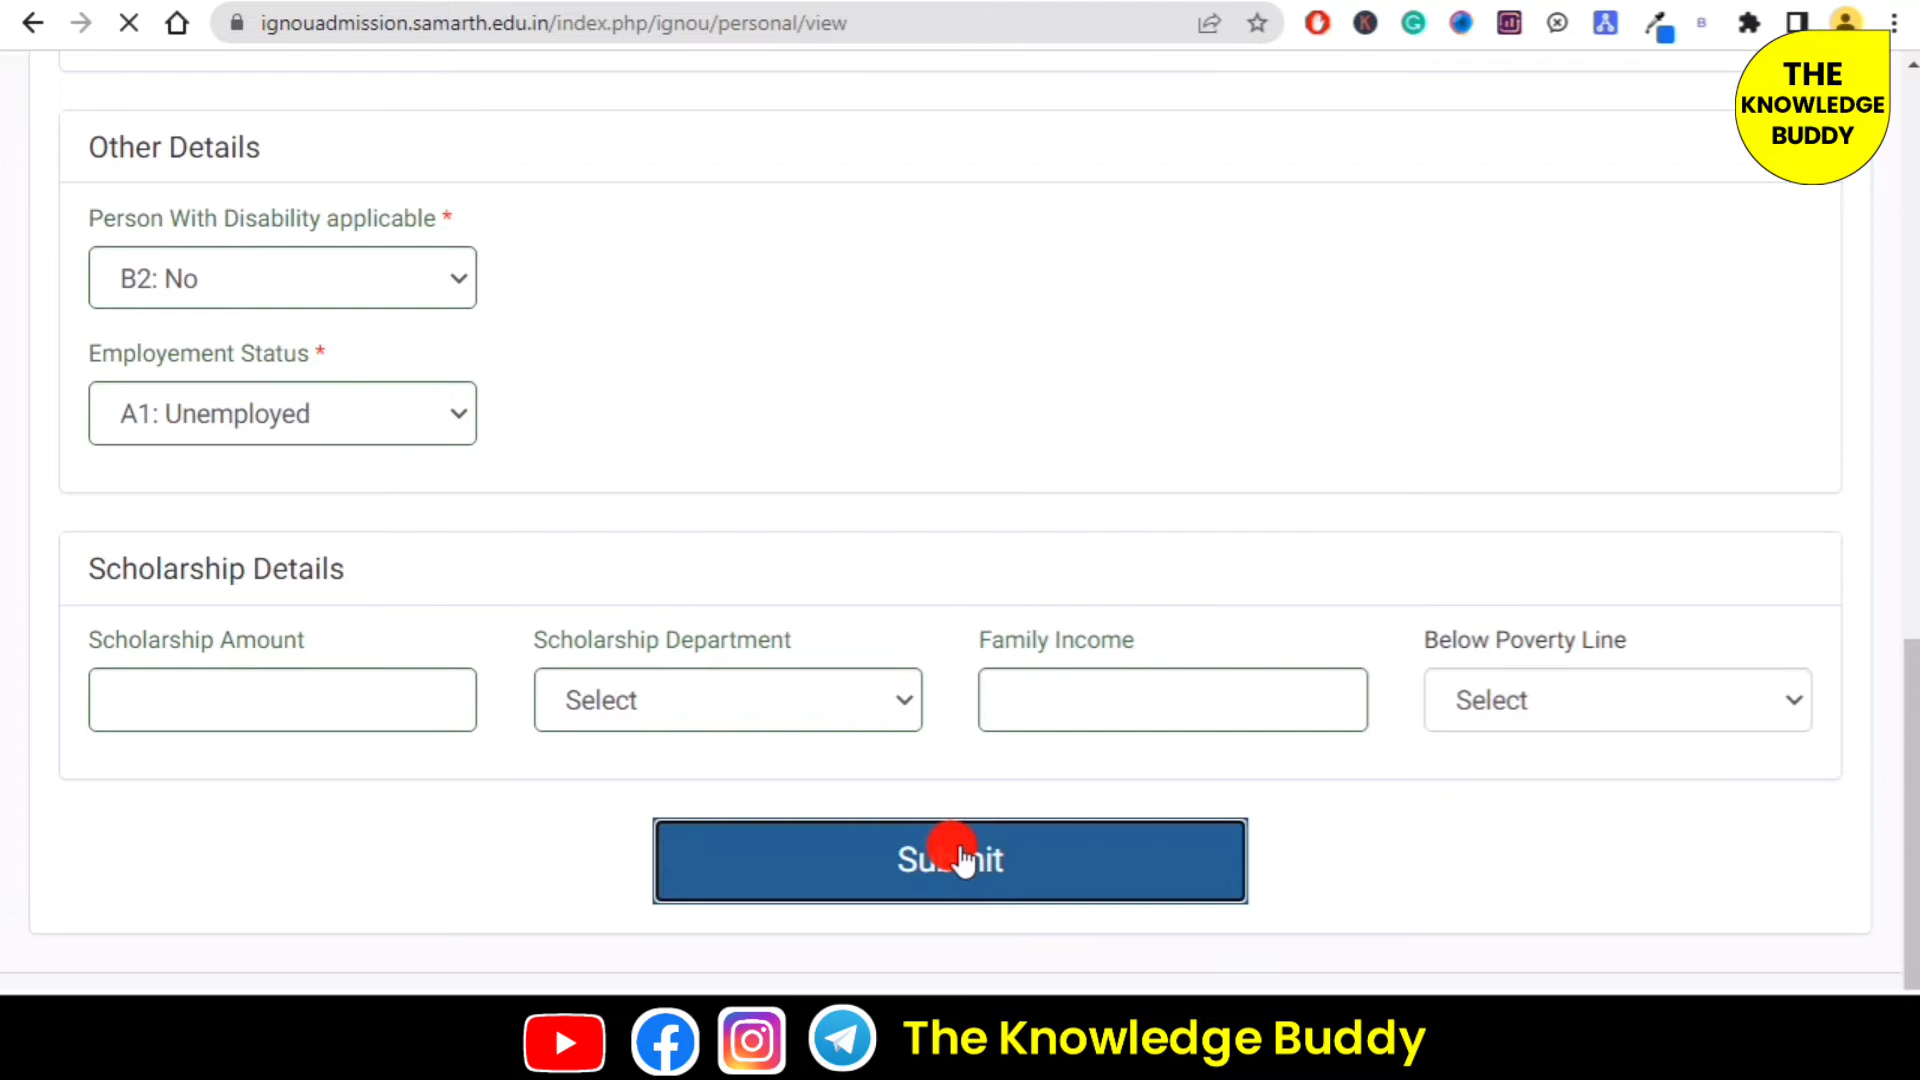 ignouadmission.samarth.edu.in/index.php/ignou/personal/view
THE
KNOWLEDGE
BUDDY
Other Details
Person With Disability applicable *
B2: No
Employement Status *
A1: Unemployed
Scholarship Details
Scholarship Amount Scholarship Department Family Income Below Poverty Line
Select Select
Submit
The Knowledge Buddy